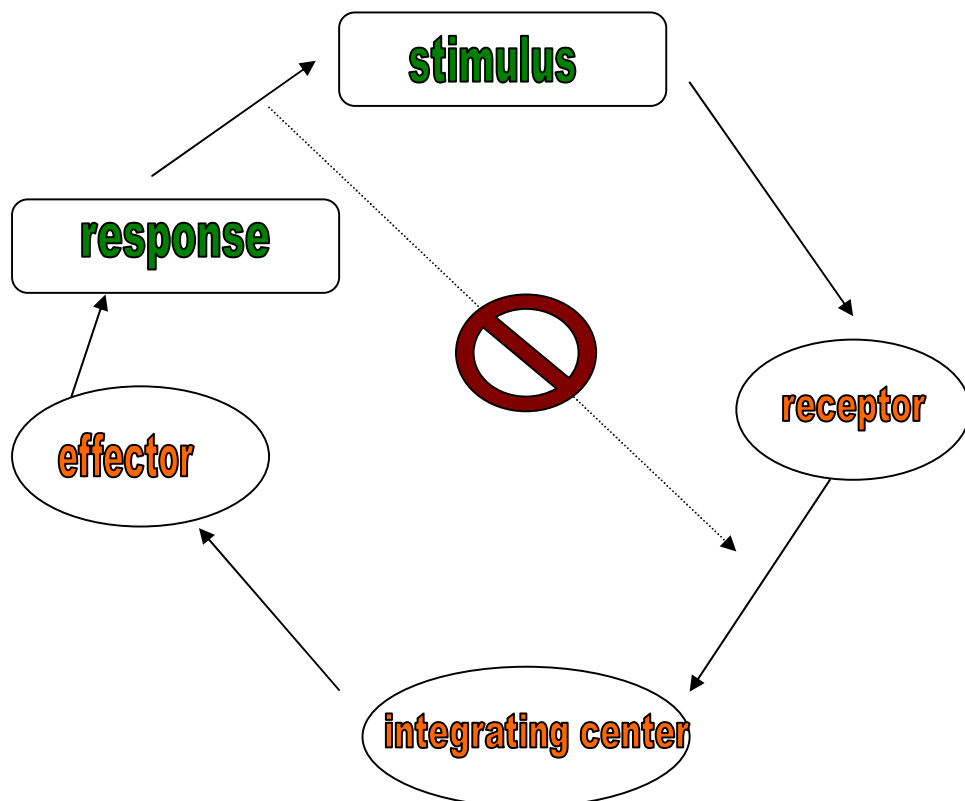 stimulus
response
receptor
effector
integrating center